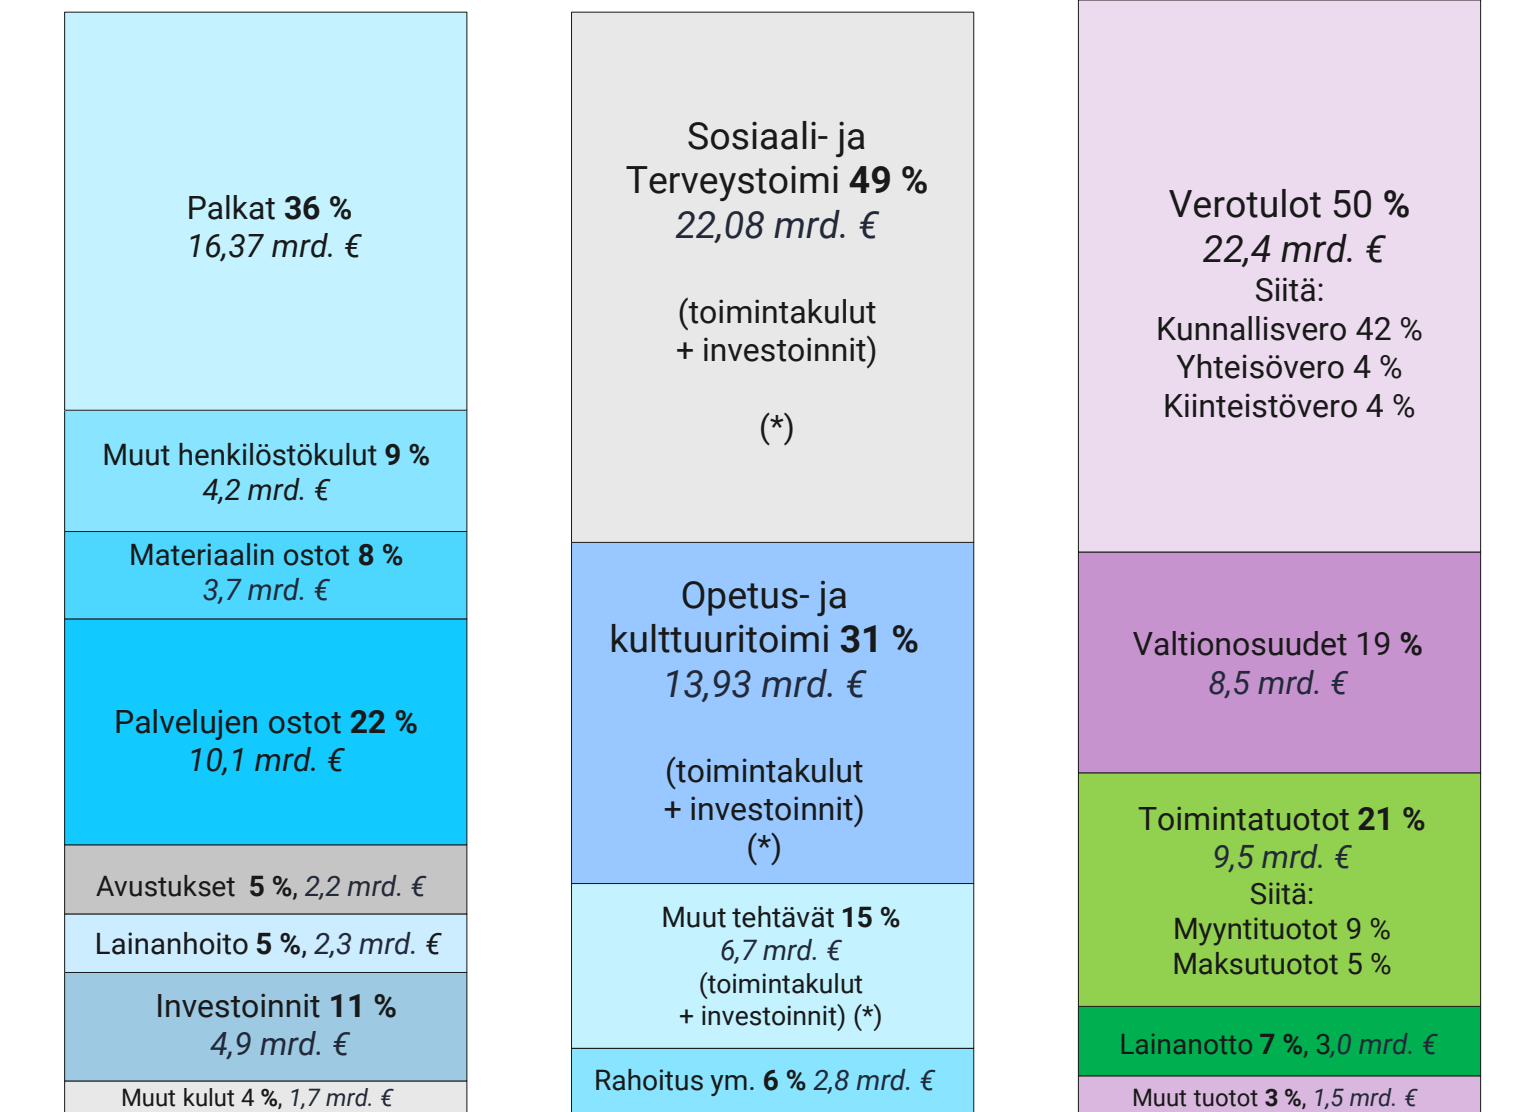 Palkat 36 %
16,37 mrd. €
Muut henkilöstökulut 9 %
4,2 mrd. €
Materiaalin ostot 8 %
3,7 mrd. €
Palvelujen ostot 22 %
10,1 mrd. €
Avustukset 5 %, 2,2 mrd. €
Lainanhoito 5 %, 2,3 mrd. €
Investoinnit 11 %
4,9 mrd. €
Muut kulut 4 %, 1,7 mrd. €
Sosiaali- ja
Terveystoimi 49 %
22,08 mrd. €
(toimintakulut
+ investoinnit)
(*)
Opetus- ja
kulttuuritoimi 31 %
13,93 mrd. €
(toimintakulut
+ investoinnit)
(*)
Muut tehtävät 15 %
6,7 mrd. €
(toimintakulut
+ investoinnit) (*)
Rahoitus ym. 6 % 2,8 mrd. €
Verotulot 50 %
22,4 mrd. €
Siitä:
Kunnallisvero 42 %
Yhteisövero 4 %
Kiinteistövero 4 %
Valtionosuudet 19 %
8,5 mrd. €
Toimintatuotot 21 %
9,5 mrd. €
Siitä:
Myyntituotot 9 %
Maksutuotot 5 %
Lainanotto 7 %, 3,0 mrd. €
Muut tuotot 3 %, 1,5 mrd. €